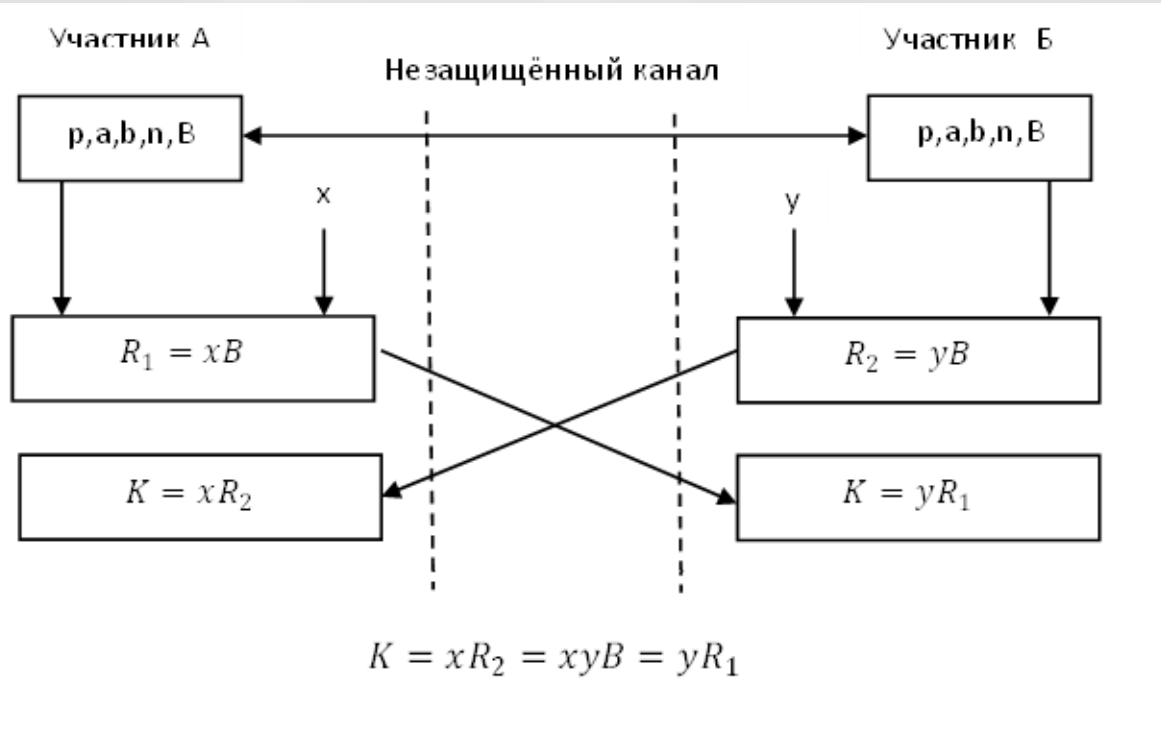 Участник А
Участник Б
Незащищённый канал
p,a,b,n,B
p,a,b,n,B
x
y
R₁ = xB
R₂ = yB
K = xR₂
K = yR₁
K = xR₂ = xyB = yR₁